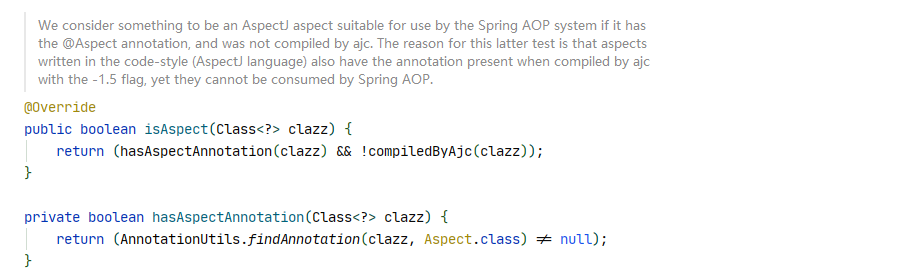 We consider something to be an AspectJ aspect suitable for use by the Spring AOP system if it has
the @Aspect annotation, and was not compiled by ajc. The reason for this latter test is that aspects
written in the code-style (AspectJ language) also have the annotation present when compiled by ajc
with the -1.5 flag, yet they cannot be consumed by Spring AOP.
@Override
public boolean isAspect(Class<?> clazz) {
    return (hasAspectAnnotation(clazz) && !compiledByAjc(clazz));
}

private boolean hasAspectAnnotation(Class<?> clazz) {
    return (AnnotationUtils.findAnnotation(clazz, Aspect.class) ≠ null);
}